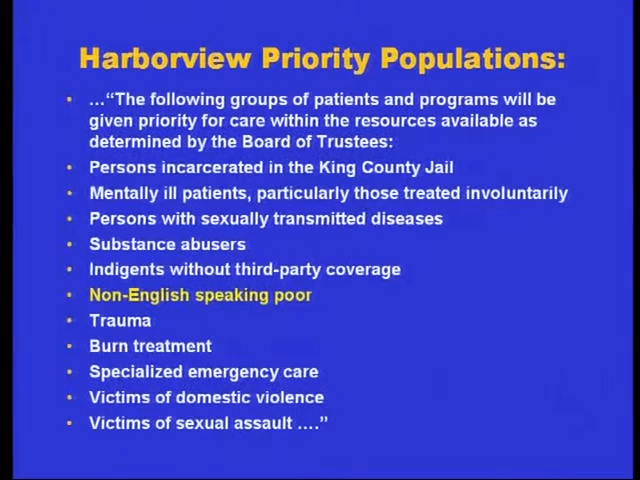 Harborview Priority Populations:
• …“The following groups of patients and programs will be
given priority for care within the resources available as
determined by the Board of Trustees:
• Persons incarcerated in the King County Jail
• Mentally ill patients, particularly those treated involuntarily
• Persons with sexually transmitted diseases
• Substance abusers
• Indigents without third-party coverage
• Non-English speaking poor
• Trauma
• Burn treatment
• Specialized emergency care
• Victims of domestic violence
• Victims of sexual assault ….”